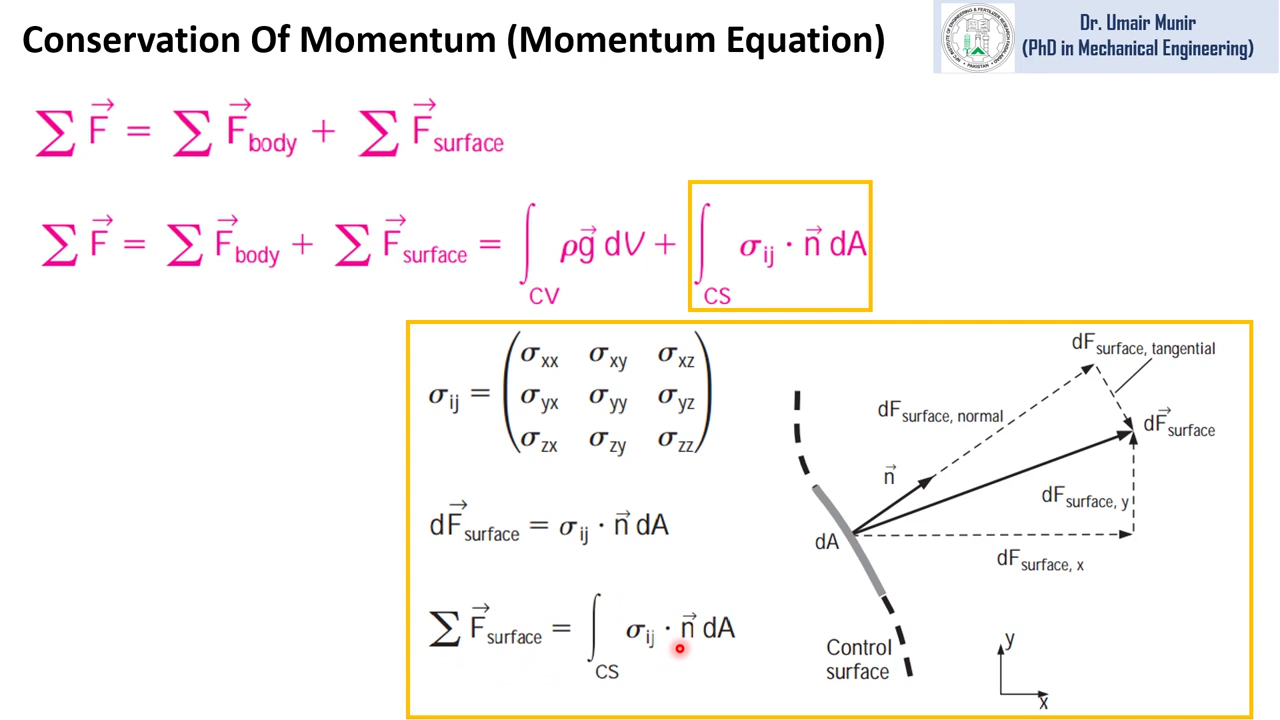 Conservation Of Momentum (Momentum Equation)
Dr. Umair Munir
(PhD in Mechanical Engineering)
∑ F⃗ = ∑ F⃗body + ∑ F⃗surface
∑ F⃗ = ∑ F⃗body + ∑ F⃗surface = ∫CV ρg⃗ dV + ∫CS σij · n⃗ dA
σij = (σxx σxy σxz
σyx σyy σyz
σzx σzy σzz)
dF⃗surface = σij · n⃗ dA
∑ F⃗surface = ∫CS σij · n⃗ dA
dFsurface, tangential
dFsurface, normal
dF⃗surface
n⃗
dFsurface, y
dA
dFsurface, x
Control
surface
y
x